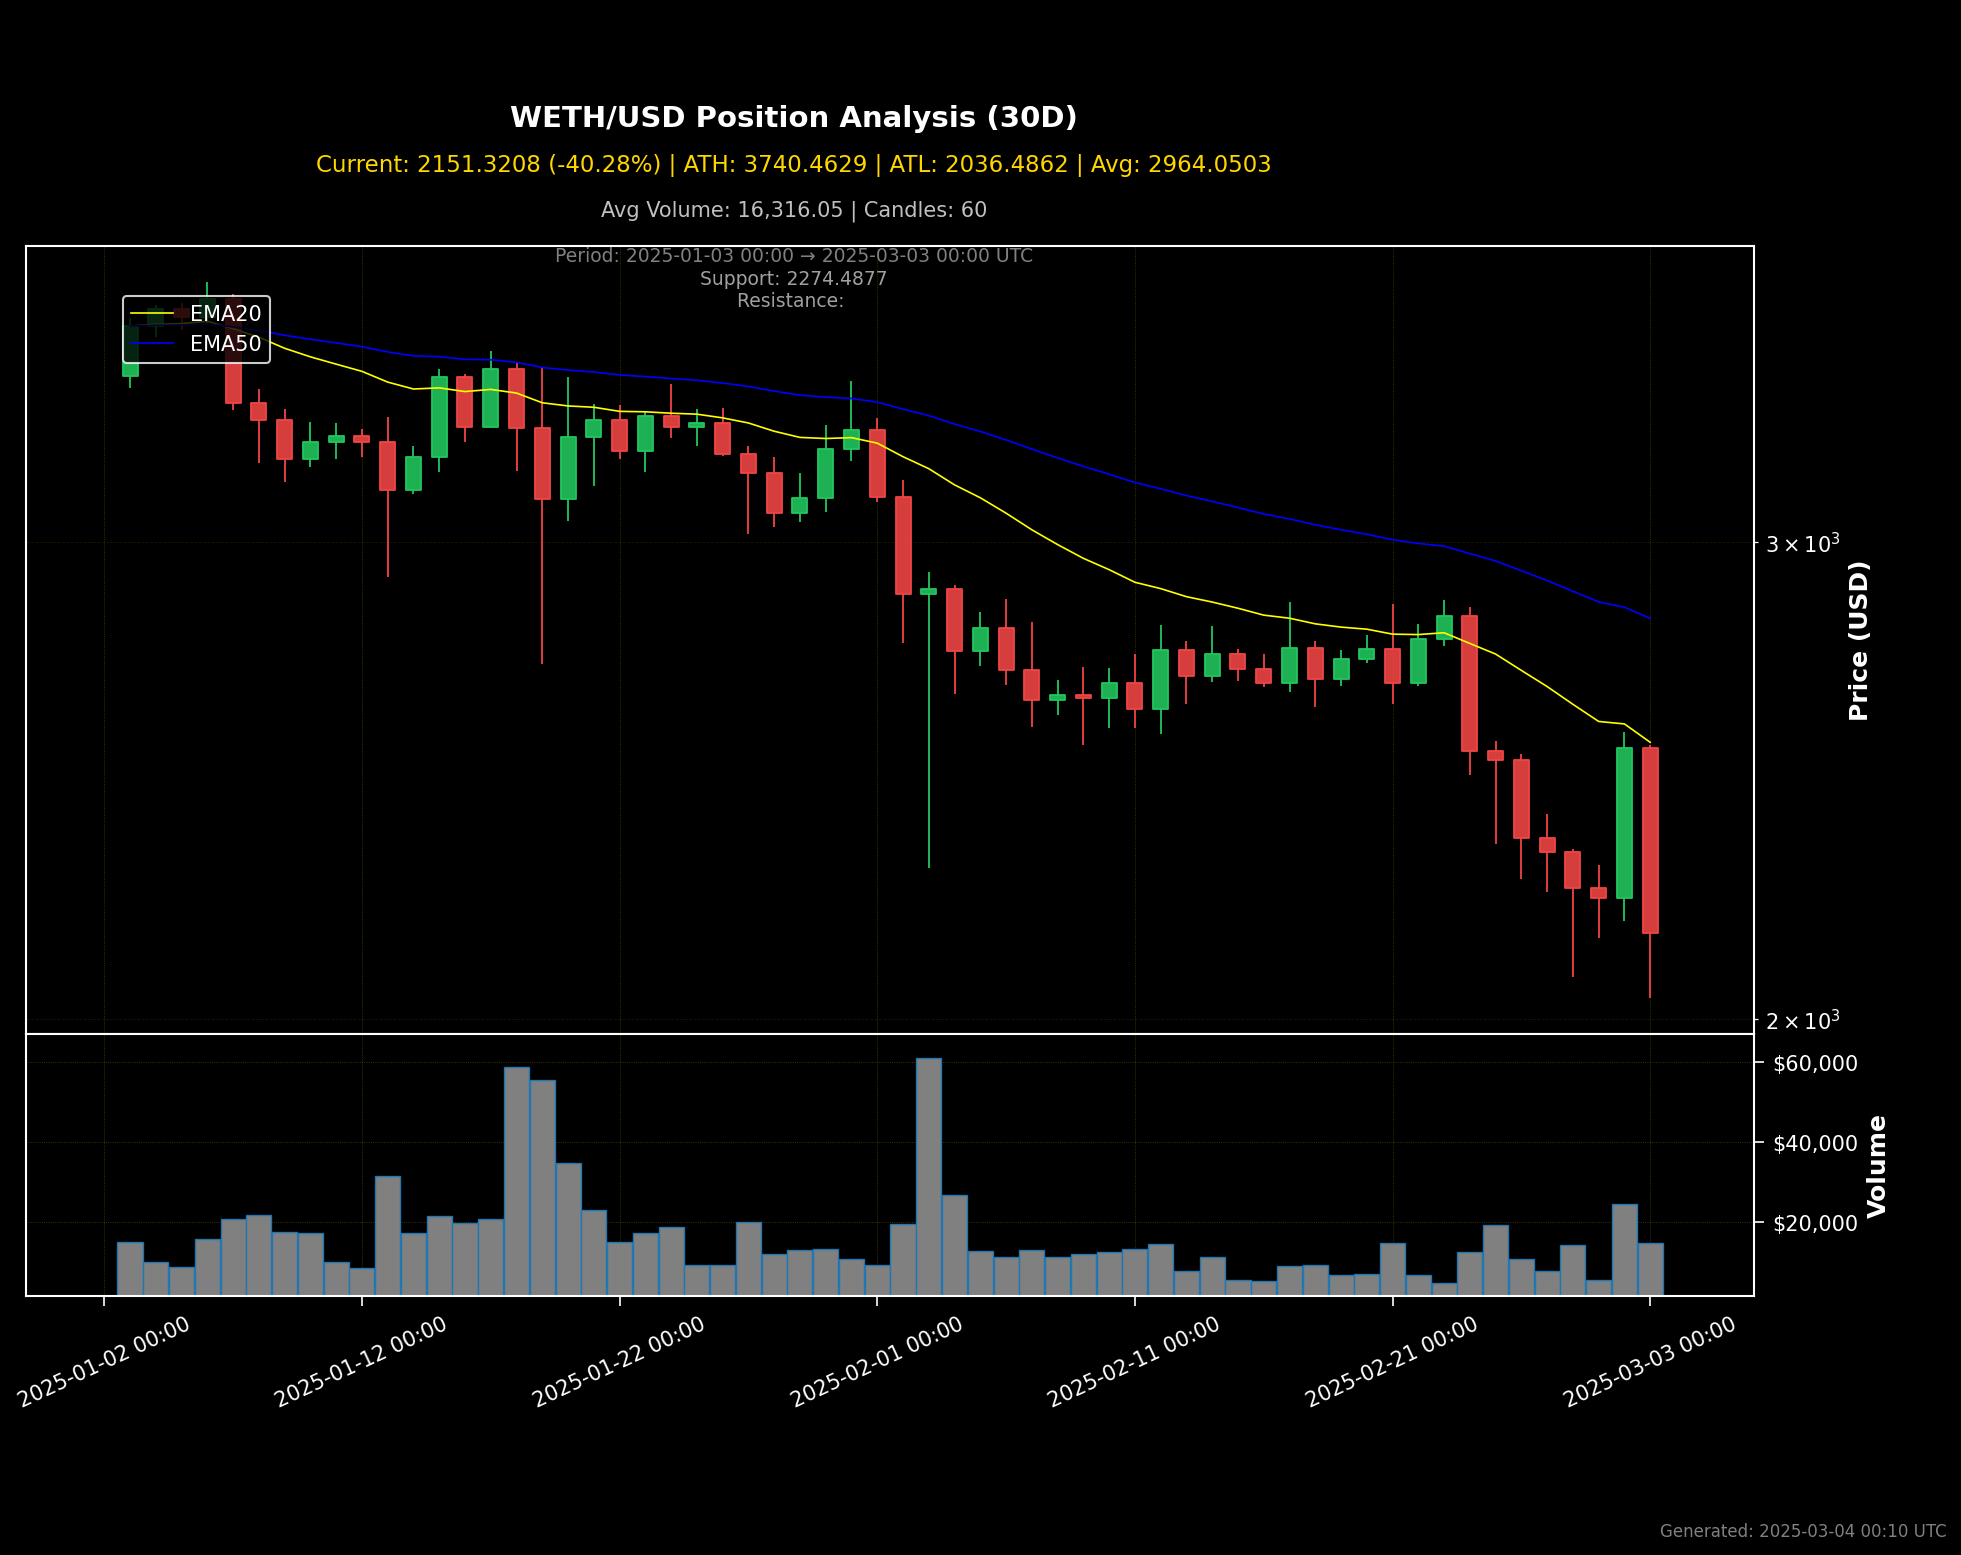 WETH/USD Position Analysis (30D)
Current: 2151.3208 (-40.28%) | ATH: 3740.4629 | ATL: 2036.4862 | Avg: 2964.0503
Avg Volume: 16,316.05 | Candles: 60
Period: 2025-01-03 00:00 → 2025-03-03 00:00 UTC
Support: 2274.4877
Resistance:
EMA20
EMA50
3 × 10³
Price (USD)
2 × 10³
$60,000
$40,000
$20,000
Volume
2025-01-02 00:00
2025-01-12 00:00
2025-01-22 00:00
2025-02-01 00:00
2025-02-11 00:00
2025-02-21 00:00
2025-03-03 00:00
Generated: 2025-03-04 00:10 UTC